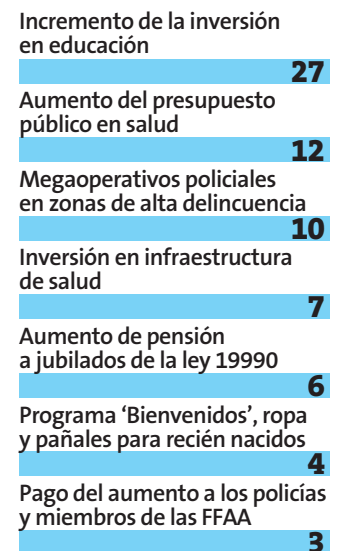 Incremento de la inversión
en educación
27
Aumento del presupuesto
público en salud
12
Megaoperativos policiales
en zonas de alta delincuencia
10
Inversión en infraestructura
de salud
7
Aumento de pensión
a jubilados de la ley 19990
6
Programa ‘Bienvenidos’, ropa
y pañales para recién nacidos
4
Pago del aumento a los policías
y miembros de las FFAA
3